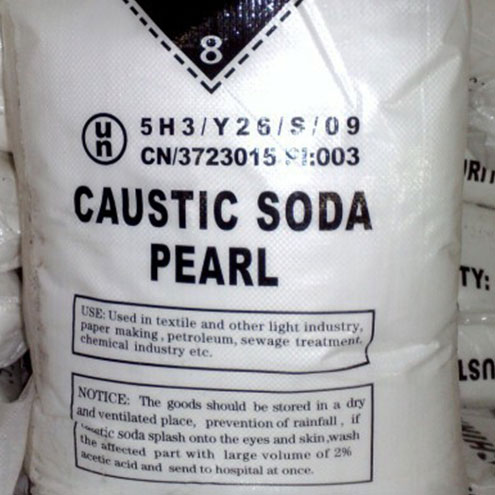 8
un 5H3/Y26/S/09
CN/3723015 :003
CAUSTIC SODA
PEARL
USE: Used in textile and other light industry,
paper making, petroleum, sewage treatment,
chemical industry etc.
NOTICE: The goods should be stored in a dry
and ventilated place, prevention of rainfall, if
soda splash onto the eyes and skin,wash
the affected part with large volume of 2%
acetic acid and send to hospital at once.
TY: